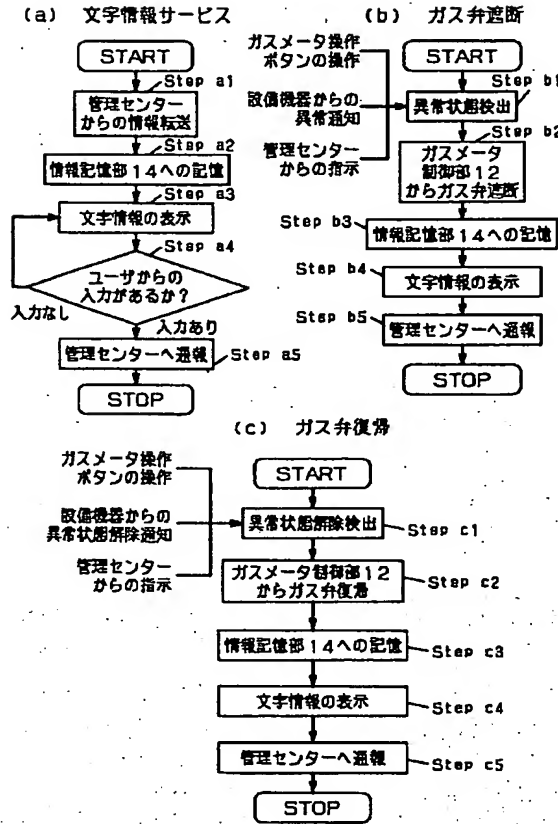 (a) 文字情報サービス
START
Step a1
管理センター
からの情報転送
Step a2
情報記憶部14への記憶
Step a3
文字情報の表示
Step a4
ユーザからの
入力があるか?
入力なし
入力あり
管理センターへ通報
Step a5
STOP
(b) ガス弁遮断
ガスメータ操作
ボタンの操作
設備機器からの
異常通知
管理センター
からの指示
START
Step b1
異常状態検出
Step b2
ガスメータ
制御部12
からガス弁遮断
Step b3
情報記憶部14への記憶
Step b4
文字情報の表示
Step b5
管理センターへ通報
STOP
(c) ガス弁復帰
ガスメータ操作
ボタンの操作
設備機器からの
異常状態解除通知
管理センター
からの指示
START
異常状態解除検出
Step c1
ガスメータ制御部12
からガス弁復帰
Step c2
情報記憶部14への記憶
Step c3
文字情報の表示
Step c4
管理センターへ通報
Step c5
STOP